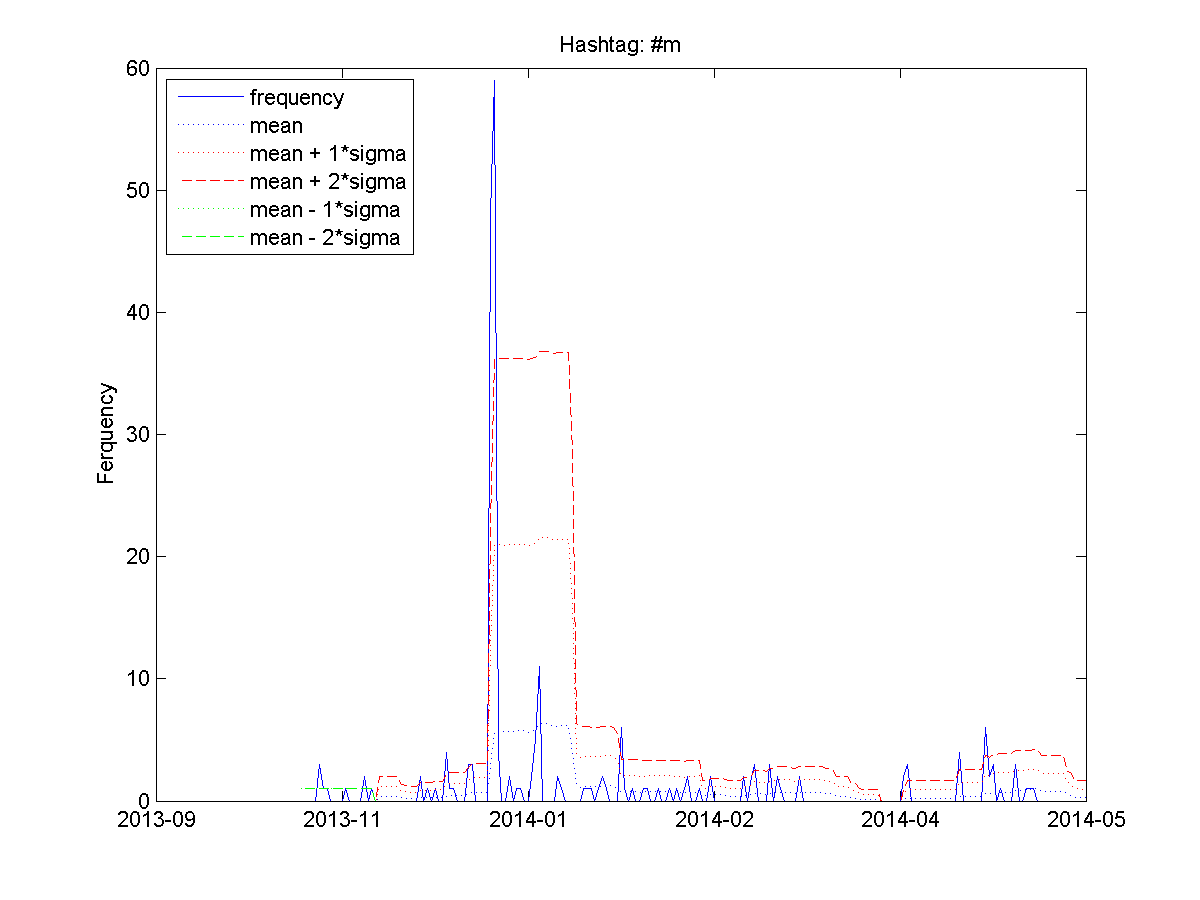 Hashtag: #m
60
50
40
30
20
10
0
Ferquency
frequency
mean
mean + 1*sigma
mean + 2*sigma
mean - 1*sigma
mean - 2*sigma
2013-09
2013-11
2014-01
2014-02
2014-04
2014-05